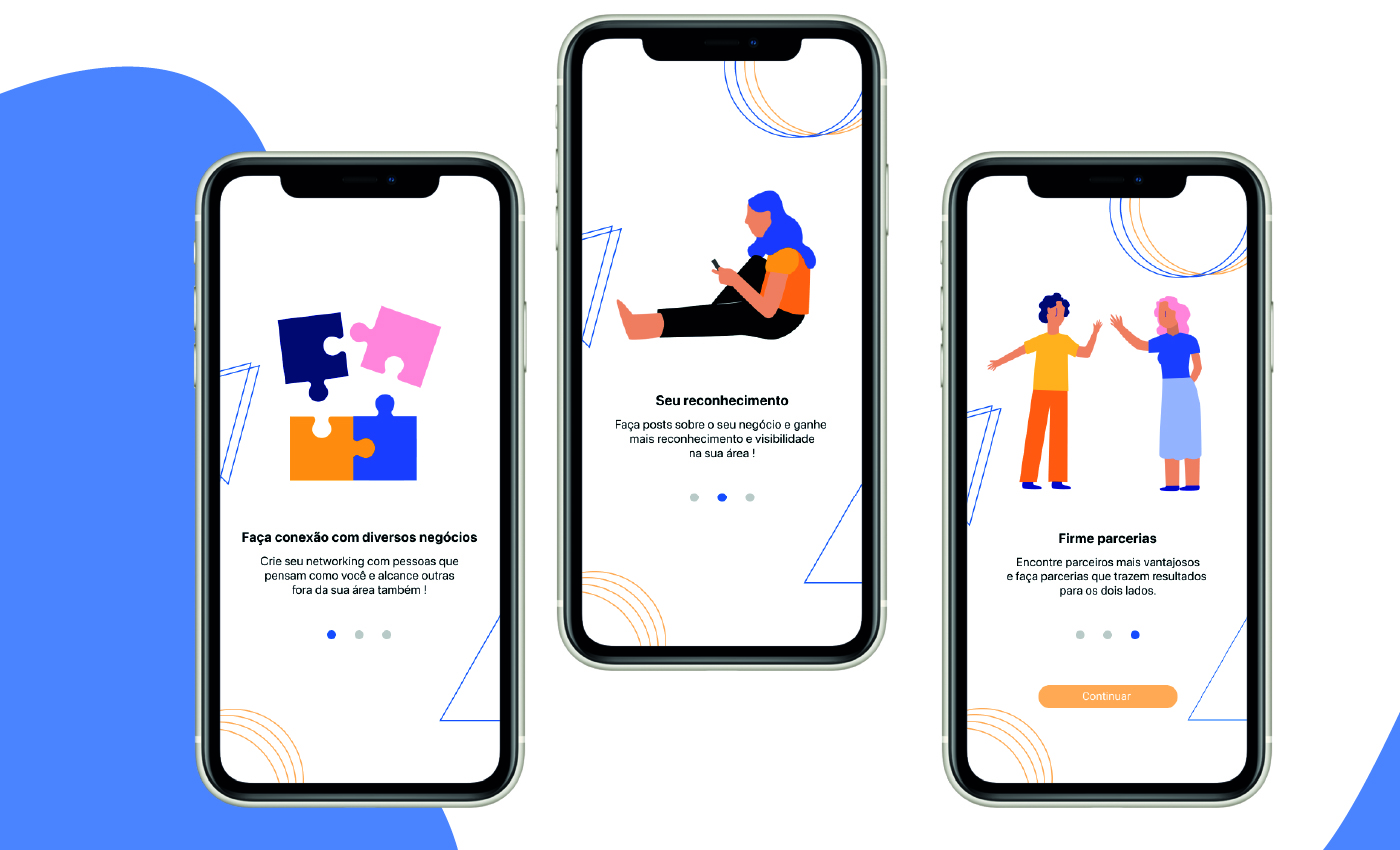 Faça conexão com diversos negócios
Crie seu networking com pessoas que
pensam como você e alcance outras
fora da sua área também !
Seu reconhecimento
Faça posts sobre o seu negócio e ganhe
mais reconhecimento e visibilidade
na sua área !
Firme parcerias
Encontre parceiros mais vantajosos
e faça parcerias que trazem resultados
para os dois lados.
Continuar